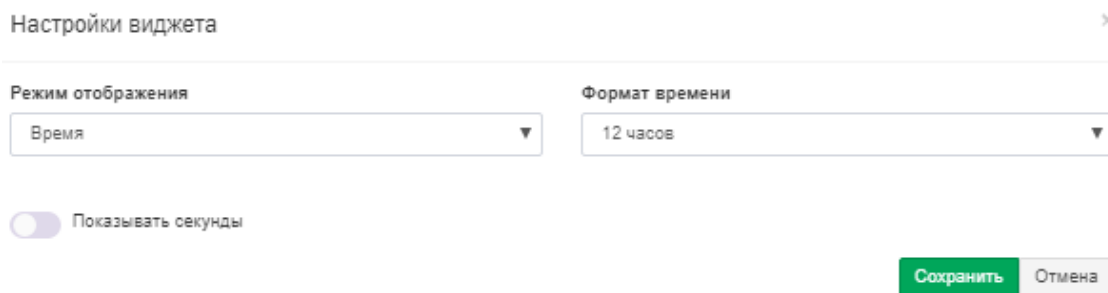 Настройки виджета
Режим отображения
Формат времени
Время
12 часов
Показывать секунды
Сохранить
Отмена